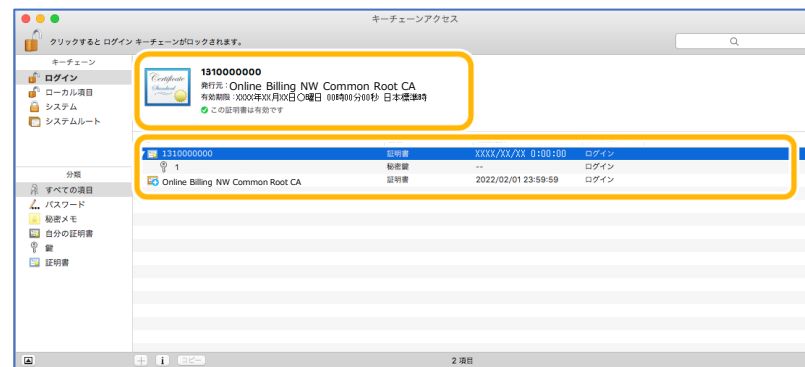 キーチェーンアクセス
クリックすると ログイン キーチェーンがロックされます。
キーチェーン
ログイン
ローカル項目
システム
システムルート
Certificate
Standard
1310000000
発行元:Online Billing NW Common Root CA
有効期限:XXXX年XX月XX日〇曜日 00時00分00秒 日本標準時
この証明書は有効です
1310000000 証明書 XXXX/XX/XX 0:00:00 ログイン
1 秘密鍵 -- ログイン
Online Billing NW Common Root CA 証明書 2022/02/01 23:59:59 ログイン
分類
すべての項目
パスワード
秘密メモ
自分の証明書
鍵
証明書
+ i コピー
2 項目